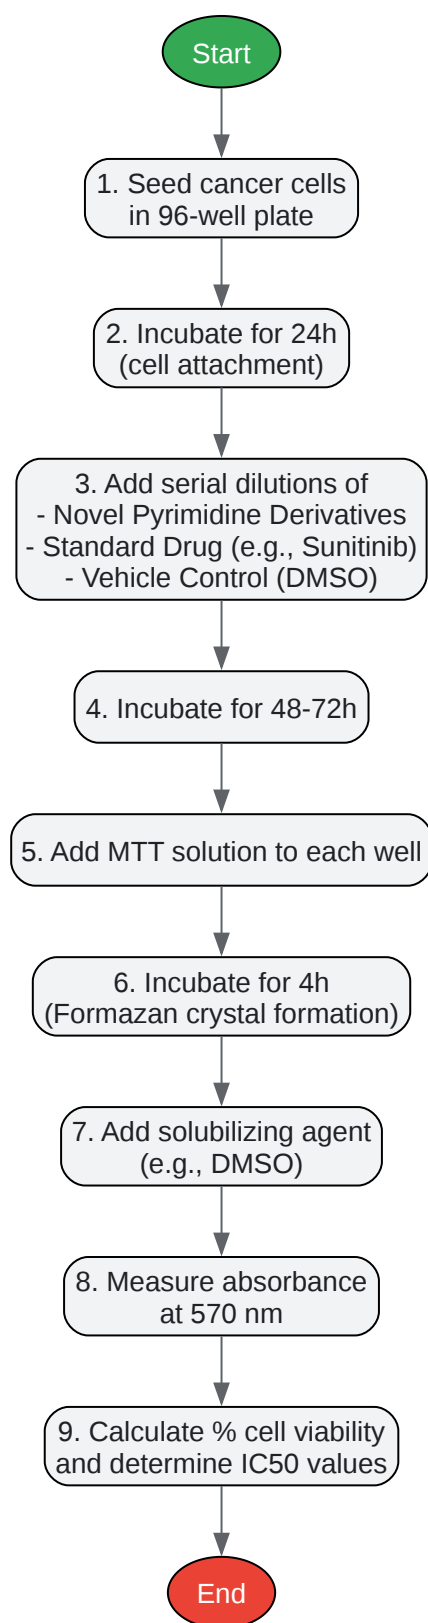 Start
1. Seed cancer cells
in 96-well plate
2. Incubate for 24h
(cell attachment)
3. Add serial dilutions of
- Novel Pyrimidine Derivatives
- Standard Drug (e.g., Sunitinib)
- Vehicle Control (DMSO)
4. Incubate for 48-72h
5. Add MTT solution to each well
6. Incubate for 4h
(Formazan crystal formation)
7. Add solubilizing agent
(e.g., DMSO)
8. Measure absorbance
at 570 nm
9. Calculate % cell viability
and determine IC50 values
End